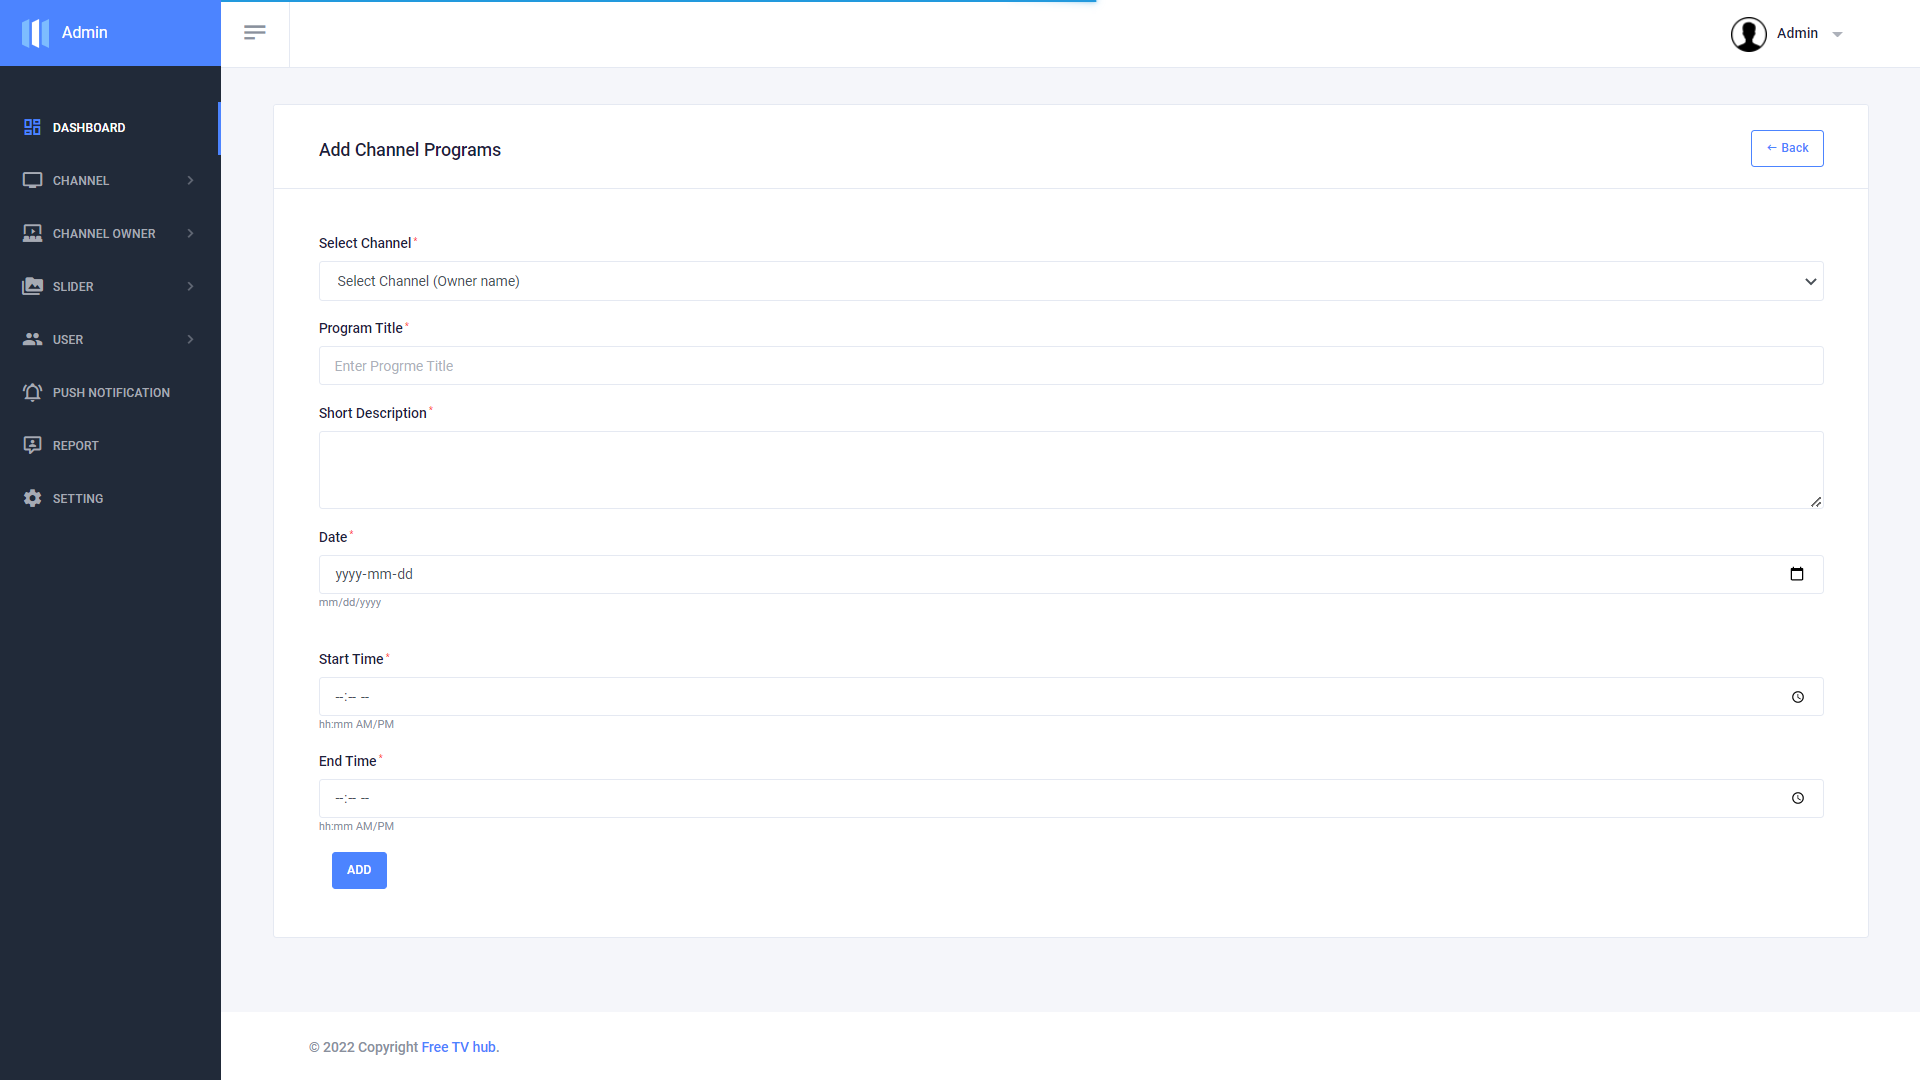 Admin
Admin
DASHBOARD
CHANNEL
CHANNEL OWNER
SLIDER
USER
PUSH NOTIFICATION
REPORT
SETTING
Add Channel Programs
← Back
Select Channel*
Select Channel (Owner name)
Program Title*
Enter Progrme Title
Short Description*
Date*
yyyy-mm-dd
mm/dd/yyyy
Start Time*
--:-- --
hh:mm AM/PM
End Time*
--:-- --
hh:mm AM/PM
ADD
© 2022 Copyright Free TV hub.